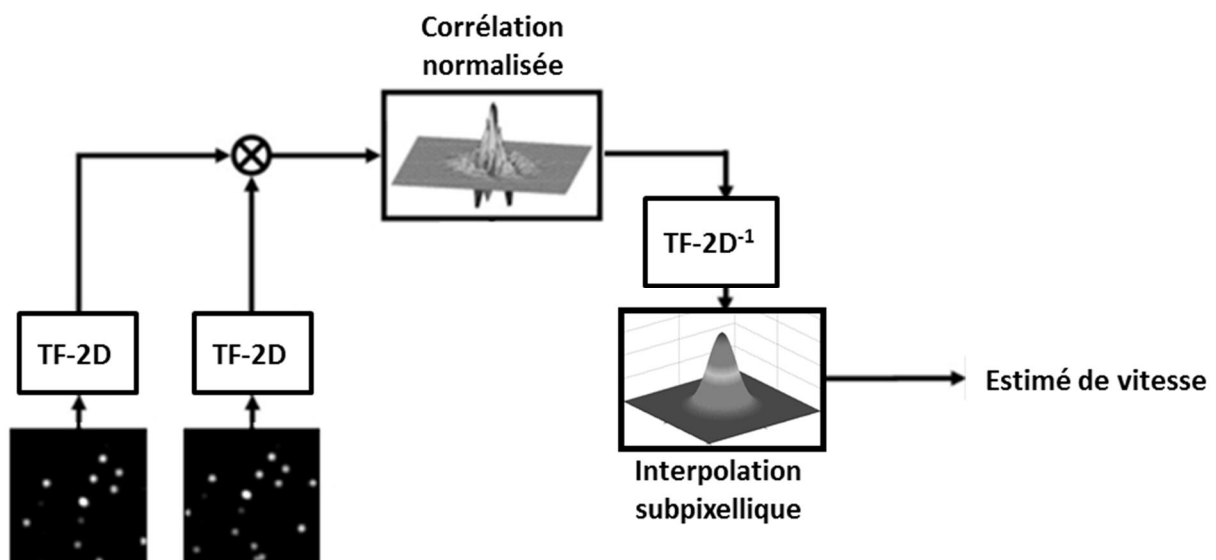 Corrélation
normalisée
TF-2D⁻¹
TF-2D
TF-2D
Estimé de vitesse
Interpolation
subpixellique